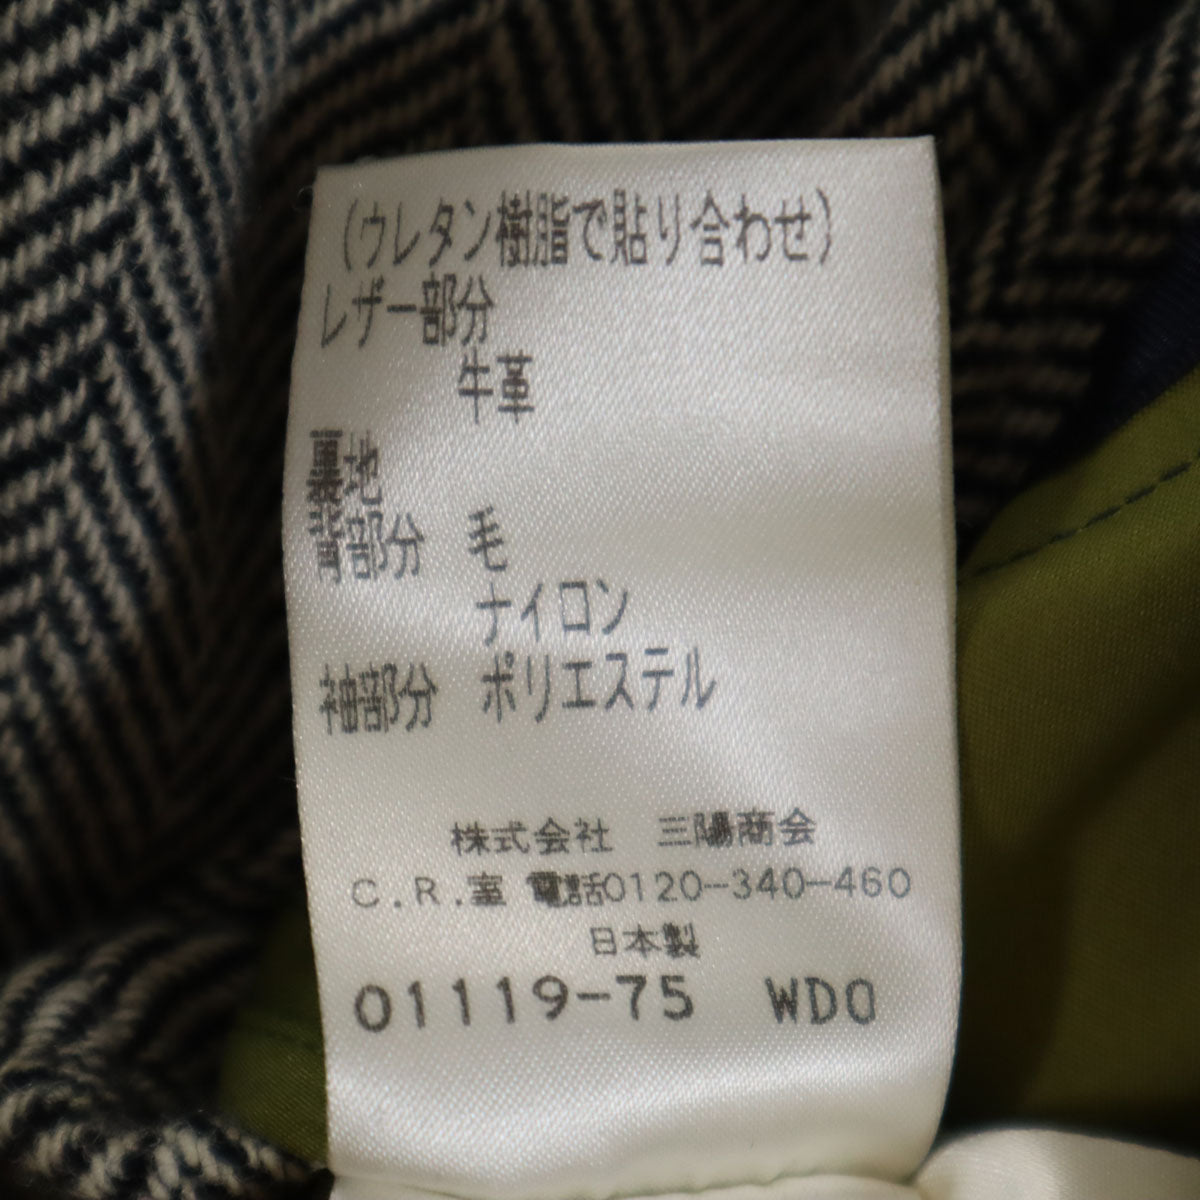 (ウレタン樹脂で貼り合わせ)
レザー部分
牛革
裏地
背部分 毛
ナイロン
袖部分 ポリエステル
株式会社 三陽商会
C.R.室 電話0120-340-460
日本製
01119-75 WDO